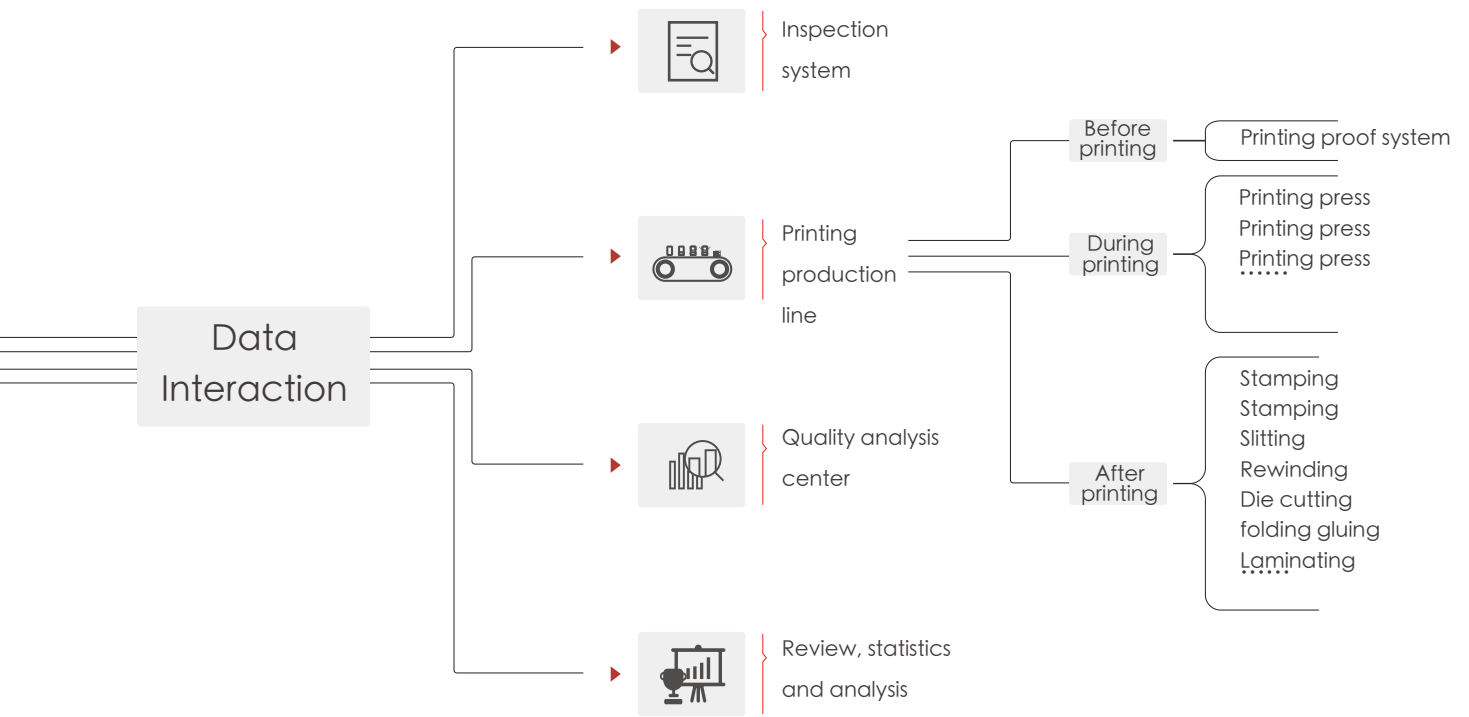 Data
Interaction
Inspection
system
Printing
production
line
Before
printing
Printing proof system
During
printing
Printing press
Printing press
Printing press
......
After
printing
Stamping
Stamping
Slitting
Rewinding
Die cutting
folding gluing
Laminating
......
Quality analysis
center
Review, statistics
and analysis